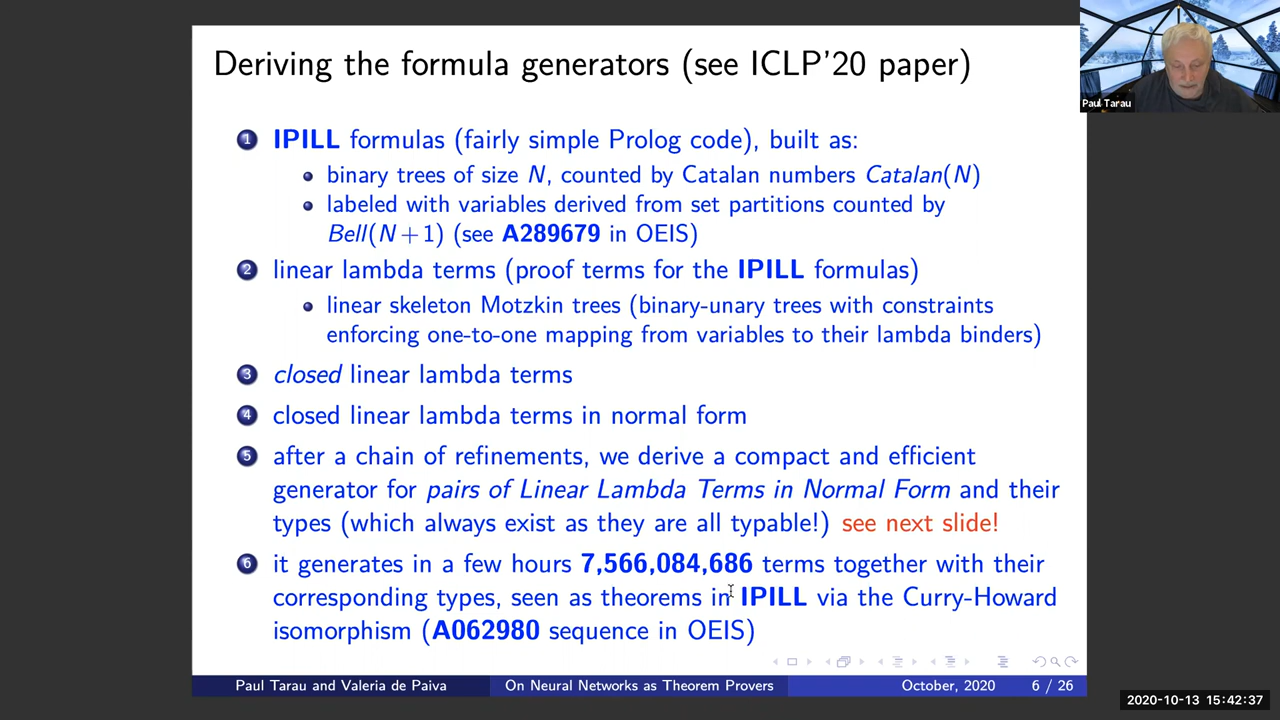 Deriving the formula generators (see ICLP'20 paper)
Paul Tarau
1 IPILL formulas (fairly simple Prolog code), built as:
binary trees of size N, counted by Catalan numbers Catalan(N)
labeled with variables derived from set partitions counted by
Bell(N + 1) (see A289679 in OEIS)
2 linear lambda terms (proof terms for the IPILL formulas)
linear skeleton Motzkin trees (binary-unary trees with constraints
enforcing one-to-one mapping from variables to their lambda binders)
3 closed linear lambda terms
4 closed linear lambda terms in normal form
5 after a chain of refinements, we derive a compact and efficient
generator for pairs of Linear Lambda Terms in Normal Form and their
types (which always exist as they are all typable!) see next slide!
6 it generates in a few hours 7,566,084,686 terms together with their
corresponding types, seen as theorems in IPILL via the Curry-Howard
isomorphism (A062980 sequence in OEIS)
Paul Tarau and Valeria de Paiva On Neural Networks as Theorem Provers October, 2020 6 / 26
2020-10-13 15:42:37